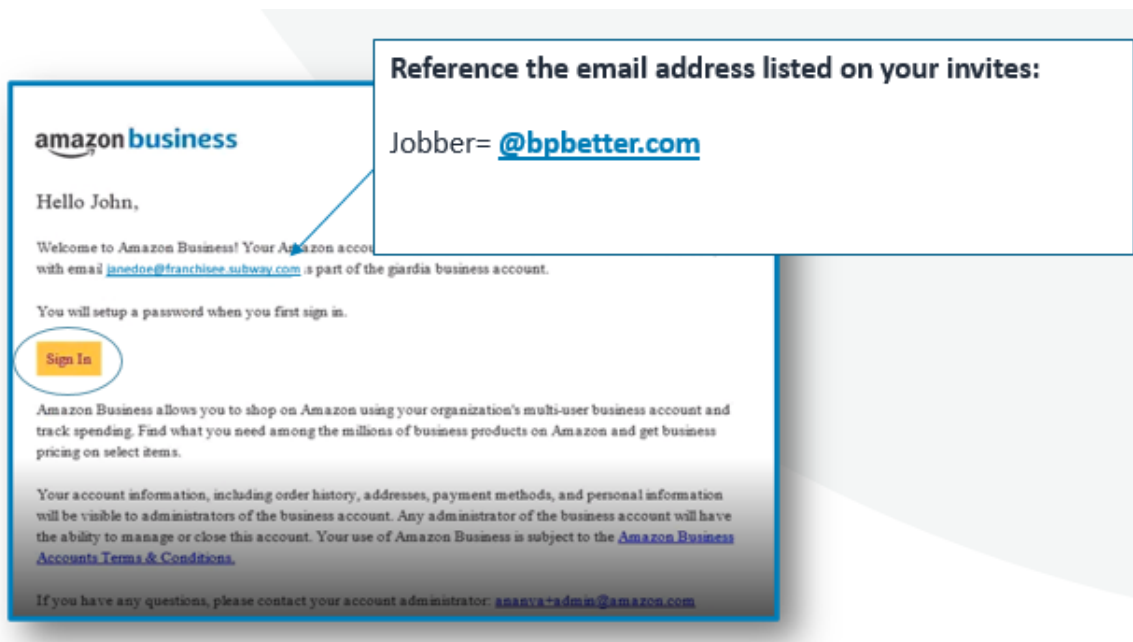 Reference the email address listed on your invites:
Jobber= @bpbetter.com
amazon business
Hello John,
Welcome to Amazon Business! Your Amazon accou
with email janedoe@franchisee.subway.com s part of the giardia business account.
You will setup a password when you first sign in.
Sign In
Amazon Business allows you to shop on Amazon using your organization's multi-user business account and
track spending. Find what you need among the millions of business products on Amazon and get business
pricing on select items.
Your account information, including order history, addresses, payment methods, and personal information
will be visible to administrators of the business account. Any administrator of the business account will have
the ability to manage or close this account. Your use of Amazon Business is subject to the Amazon Business
Accounts Terms & Conditions.
If you have any questions, please contact your account administrator: ananya+admin@amazon.com